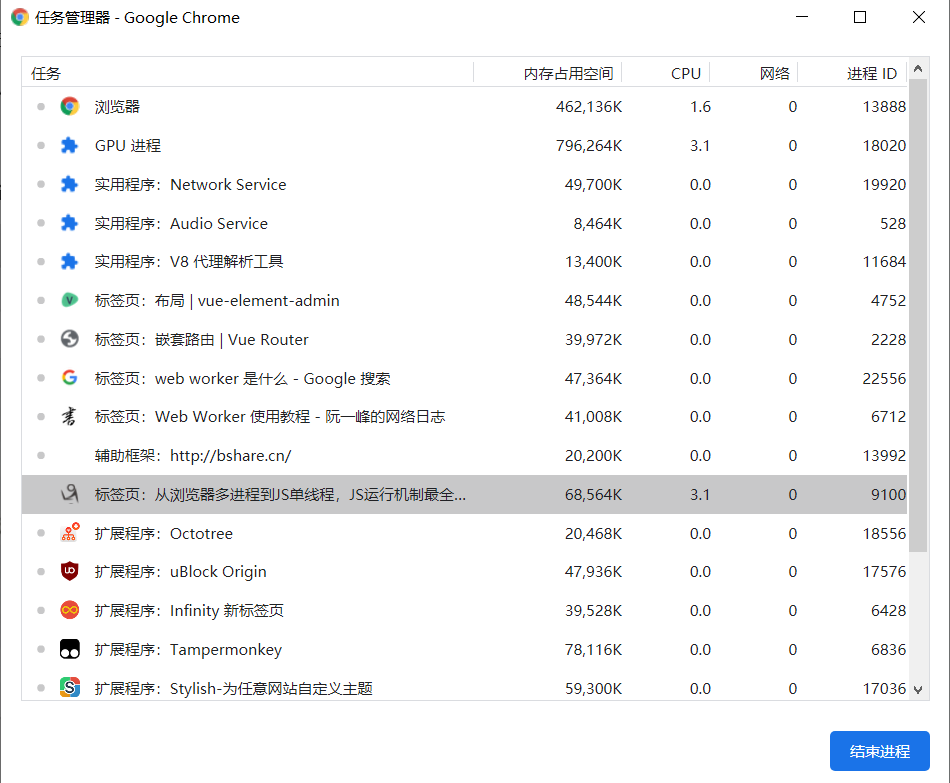 任务管理器 - Google Chrome
任务 内存占用空间 CPU 网络 进程 ID
浏览器 462,136K 1.6 0 13888
GPU 进程 796,264K 3.1 0 18020
实用程序：Network Service 49,700K 0.0 0 19920
实用程序：Audio Service 8,464K 0.0 0 528
实用程序：V8 代理解析工具 13,400K 0.0 0 11684
标签页：布局 | vue-element-admin 48,544K 0.0 0 4752
标签页：嵌套路由 | Vue Router 39,972K 0.0 0 2228
标签页：web worker 是什么 - Google 搜索 47,364K 0.0 0 22556
标签页：Web Worker 使用教程 - 阮一峰的网络日志 41,008K 0.0 0 6712
辅助框架：http://bshare.cn/ 20,200K 0.0 0 13992
标签页：从浏览器多进程到JS单线程，JS运行机制最全... 68,564K 3.1 0 9100
扩展程序：Octotree 20,468K 0.0 0 18556
扩展程序：uBlock Origin 47,936K 0.0 0 17576
扩展程序：Infinity 新标签页 39,528K 0.0 0 6428
扩展程序：Tampermonkey 78,116K 0.0 0 6836
扩展程序：Stylish-为任意网站自定义主题 59,300K 0.0 0 17036
结束进程